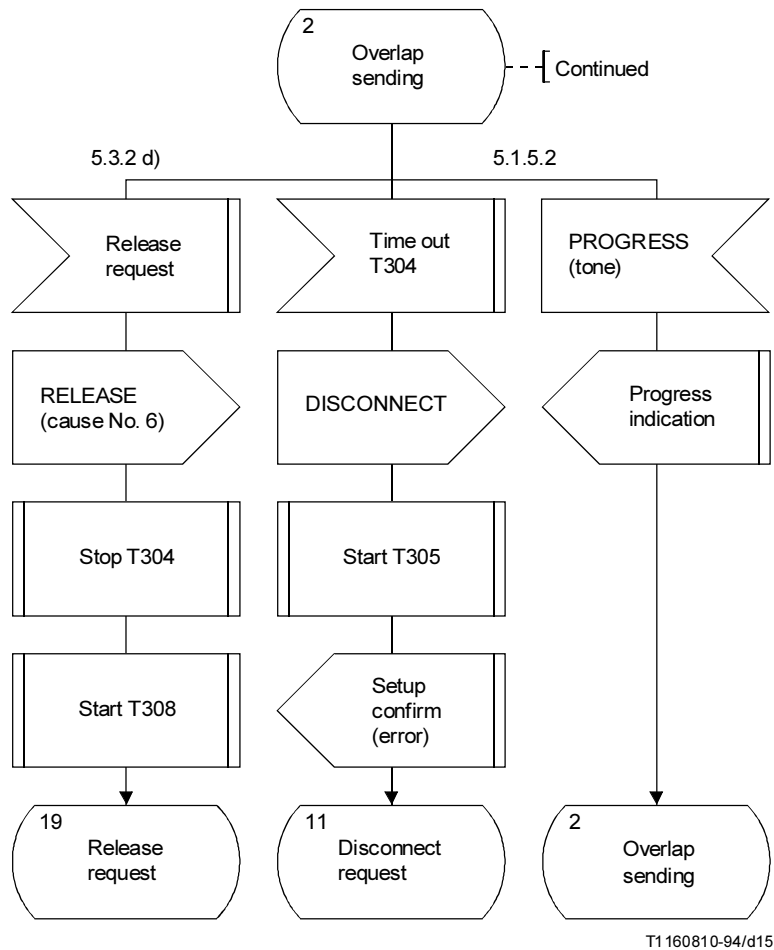 2
Overlap
sending
Continued
5.3.2 d)
5.1.5.2
Release
request
Time out
T304
PROGRESS
(tone)
RELEASE
(cause No. 6)
DISCONNECT
Progress
indication
Stop T304
Start T305
Start T308
Setup
confirm
(error)
19
Release
request
11
Disconnect
request
2
Overlap
sending
T1160810-94/d15